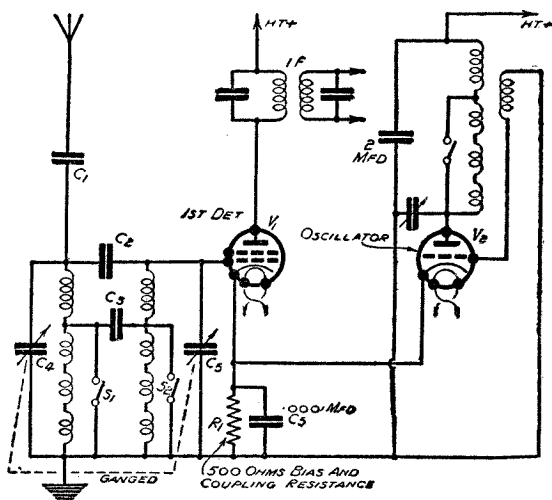 HT+
HT+
IF
C1
2
MFD
1ST DET
V1
V2
OSCILLATOR
C2
C3
C4
S1
S2
C5
R1
MFD
C5
GANGED
500 OHMS BIAS AND
COUPLING RESISTANCE